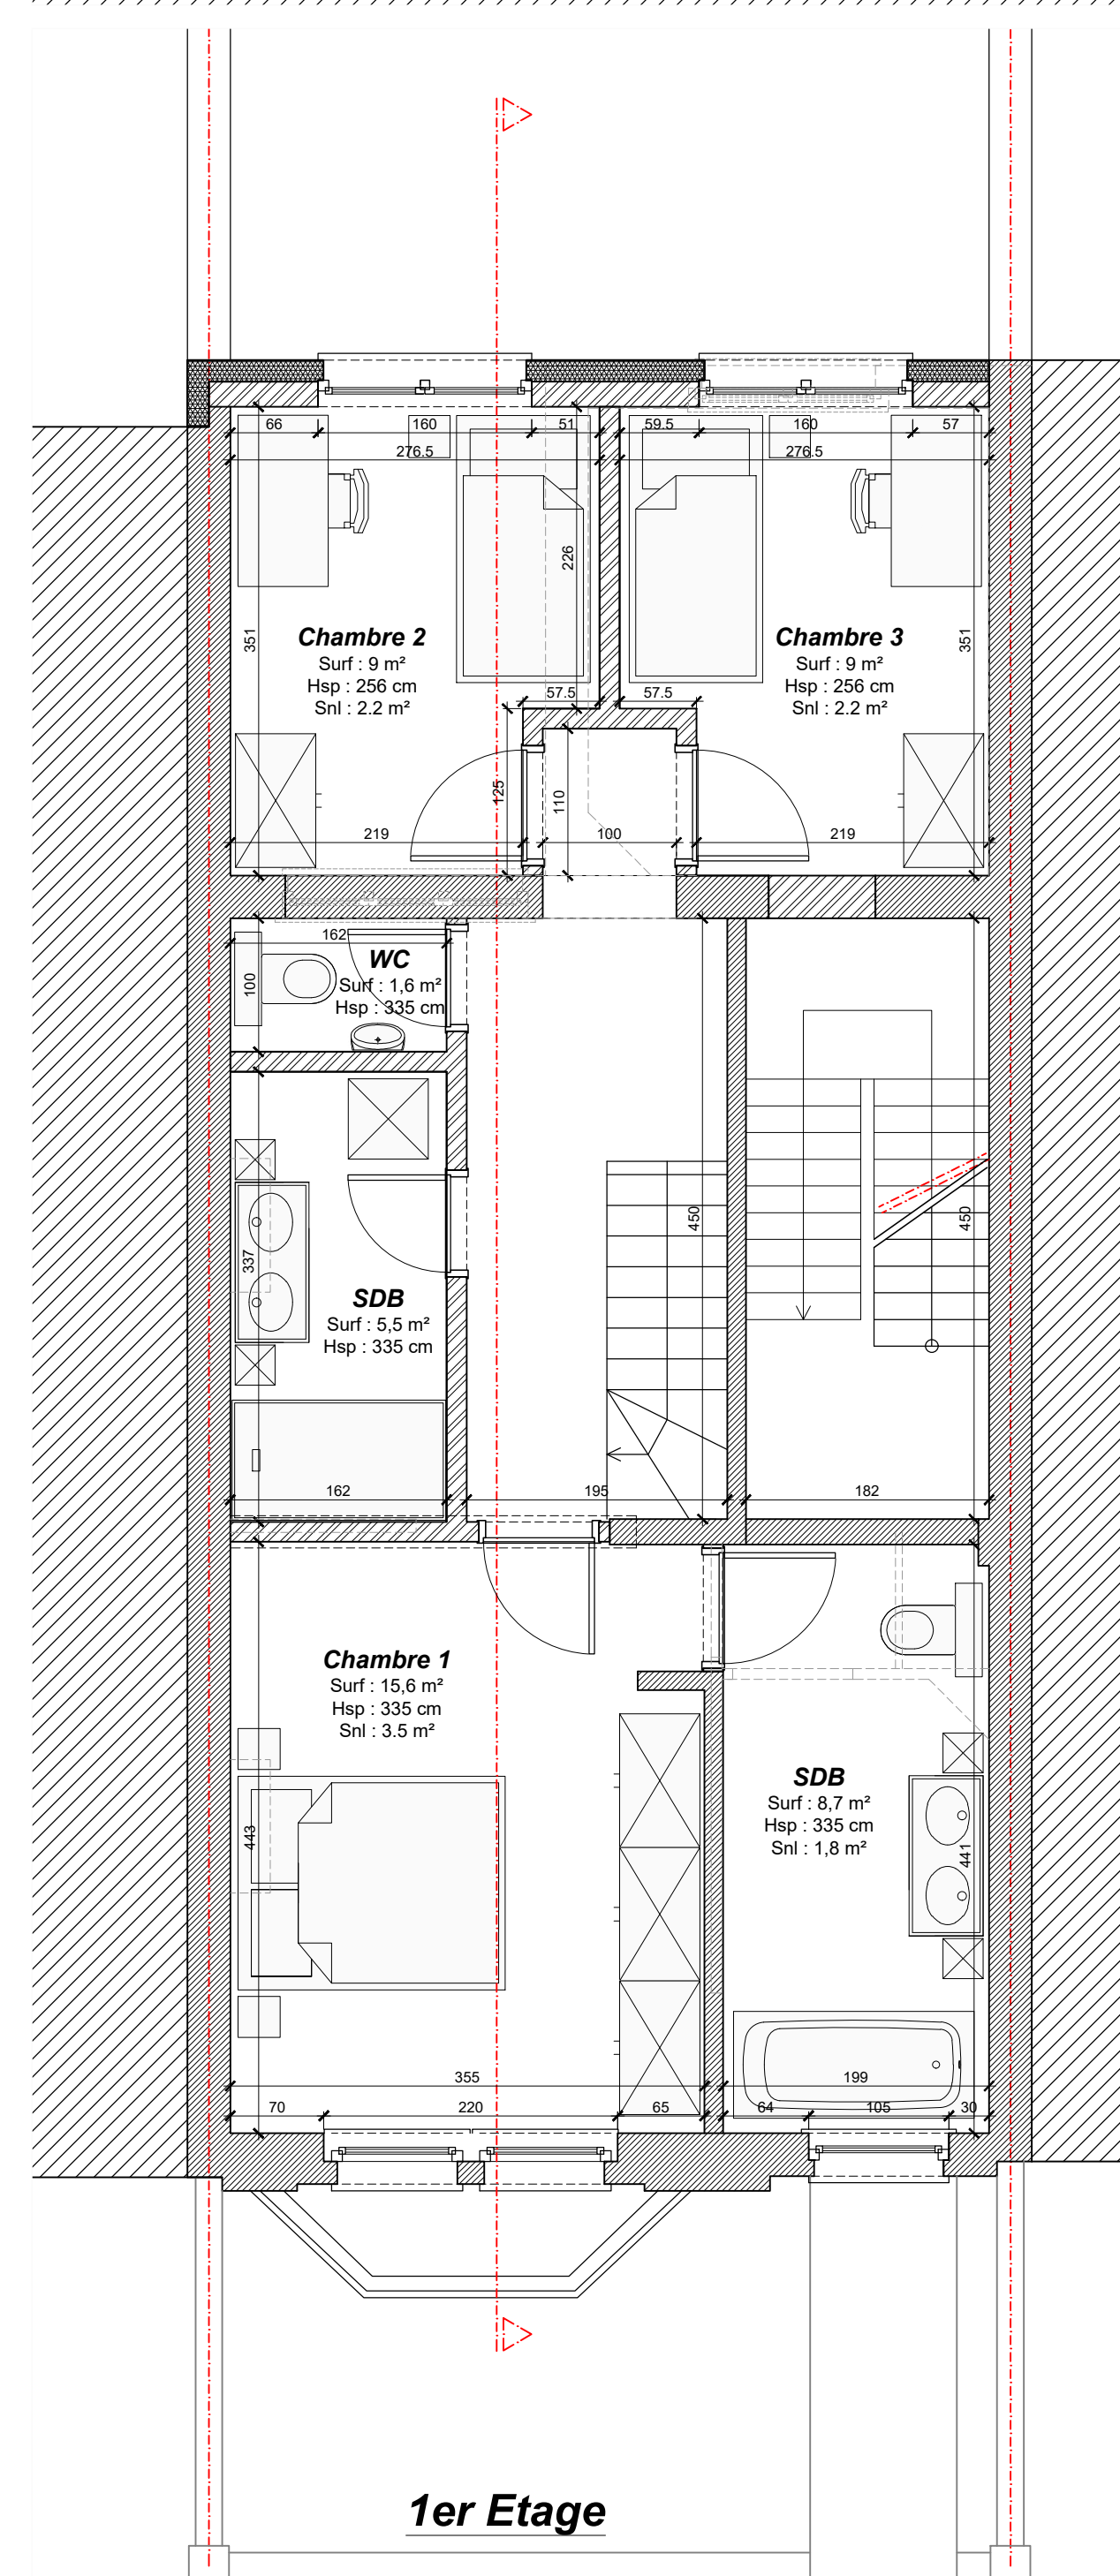 66
160
51
59.5
160
57
276.5
276.5
226
351
Chambre 2
Surf : 9 m²
Hsp : 256 cm
Snl : 2.2 m²
Chambre 3
Surf : 9 m²
Hsp : 256 cm
Snl : 2.2 m²
351
57.5
57.5
125
110
219
100
219
162
WC
Surf : 1,6 m²
Hsp : 335 cm
100
337
SDB
Surf : 5,5 m²
Hsp : 335 cm
450
450
162
195
182
Chambre 1
Surf : 15,6 m²
Hsp : 335 cm
Snl : 3.5 m²
SDB
Surf : 8,7 m²
Hsp : 335 cm
Snl : 1,8 m²
443
441
355
199
70
220
65
64
105
30
1er Etage